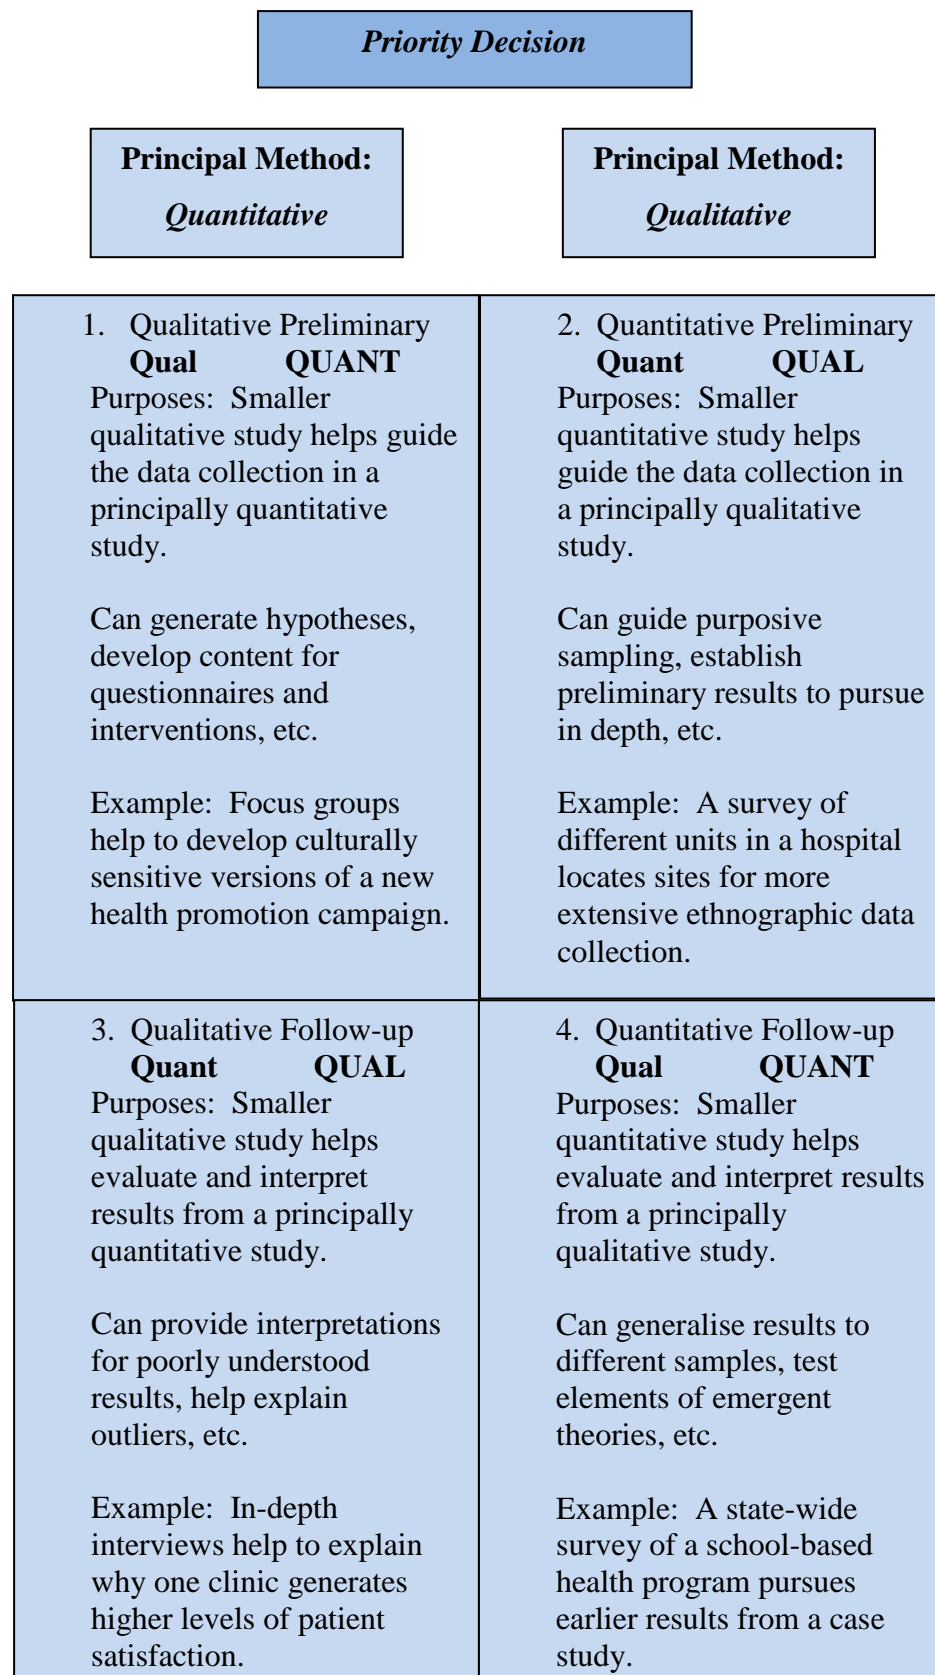 Priority Decision
Principal Method:
Quantitative
Principal Method:
Qualitative
1. Qualitative Preliminary
Qual QUANT
Purposes: Smaller
qualitative study helps guide
the data collection in a
principally quantitative
study.
Can generate hypotheses,
develop content for
questionnaires and
interventions, etc.
Example: Focus groups
help to develop culturally
sensitive versions of a new
health promotion campaign.
2. Quantitative Preliminary
Quant QUAL
Purposes: Smaller
quantitative study helps
guide the data collection in
a principally qualitative
study.
Can guide purposive
sampling, establish
preliminary results to pursue
in depth, etc.
Example: A survey of
different units in a hospital
locates sites for more
extensive ethnographic data
collection.
3. Qualitative Follow-up
Quant QUAL
Purposes: Smaller
qualitative study helps
evaluate and interpret
results from a principally
quantitative study.
Can provide interpretations
for poorly understood
results, help explain
outliers, etc.
Example: In-depth
interviews help to explain
why one clinic generates
higher levels of patient
satisfaction.
4. Quantitative Follow-up
Qual QUANT
Purposes: Smaller
quantitative study helps
evaluate and interpret results
from a principally
qualitative study.
Can generalise results to
different samples, test
elements of emergent
theories, etc.
Example: A state-wide
survey of a school-based
health program pursues
earlier results from a case
study.